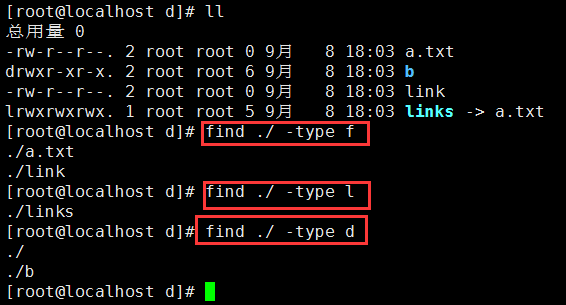 [root@localhost d]# ll
总用量 0
-rw-r--r--. 2 root root 0 9月   8 18:03 a.txt
drwxr-xr-x. 2 root root 6 9月   8 18:03 b
-rw-r--r--. 2 root root 0 9月   8 18:03 link
lrwxrwxrwx. 1 root root 5 9月   8 18:03 links -> a.txt
[root@localhost d]# find ./ -type f
./a.txt
./link
[root@localhost d]# find ./ -type l
./links
[root@localhost d]# find ./ -type d
./
./b
[root@localhost d]#